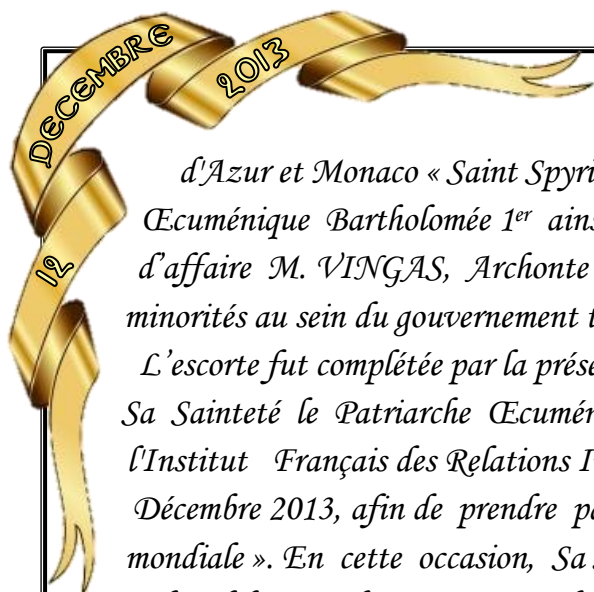 DECEMBRE
2013
12
d'Azur et Monaco « Saint Spyri
Œcuménique Bartholomée 1er ains
d’affaire M. VINGAS, Archonte
minorités au sein du gouvernement t
L’escorte fut complétée par la prése
Sa Sainteté le Patriarche Œcumér
l'Institut Français des Relations I
Décembre 2013, afin de prendre pa
mondiale ». En cette occasion, Sa